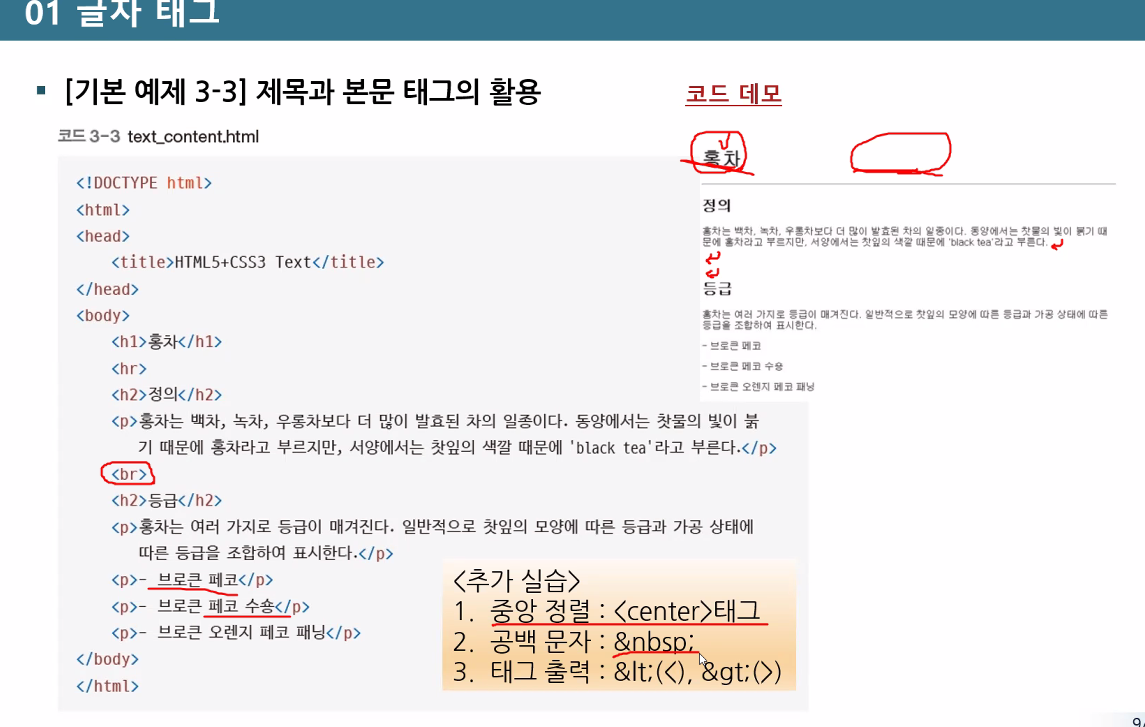 01 글자 태그
▪ [기본 예제 3-3] 제목과 본문 태그의 활용
코드 데모
코드 3-3 text_content.html
<!DOCTYPE html>
<html>
<head>
<title>HTML5+CSS3 Text</title>
</head>
<body>
<h1>홍차</h1>
<hr>
<h2>정의</h2>
<p>홍차는 백차, 녹차, 우롱차보다 더 많이 발효된 차의 일종이다. 동양에서는 찻물의 빛이 붉
기 때문에 홍차라고 부르지만, 서양에서는 찻잎의 색깔 때문에 'black tea'라고 부른다.</p>
<br>
<h2>등급</h2>
<p>홍차는 여러 가지로 등급이 매겨진다. 일반적으로 찻잎의 모양에 따른 등급과 가공 상태에
따른 등급을 조합하여 표시한다.</p>
<p>- 브로큰 페코</p>
<p>- 브로큰 페코 수숑</p>
<p>- 브로큰 오렌지 페코 패닝</p>
</body>
</html>
홍차
정의
홍차는 백차, 녹차, 우롱차보다 더 많이 발효된 차의 일종이다. 동양에서는 찻물의 빛이 붉기 때
문에 홍차라고 부르지만, 서양에서는 찻잎의 색깔 때문에 'black tea'라고 부른다.
등급
홍차는 여러 가지로 등급이 매겨진다. 일반적으로 찻잎의 모양에 따른 등급과 가공 상태에 따른
등급을 조합하여 표시한다.
- 브로큰 페코
- 브로큰 페코 수숑
- 브로큰 오렌지 페코 패닝
<추가 실습>
1. 중앙 정렬 : <center>태그
2. 공백 문자 : &nbsp;
3. 태그 출력 : &lt;(<), &gt;(>)